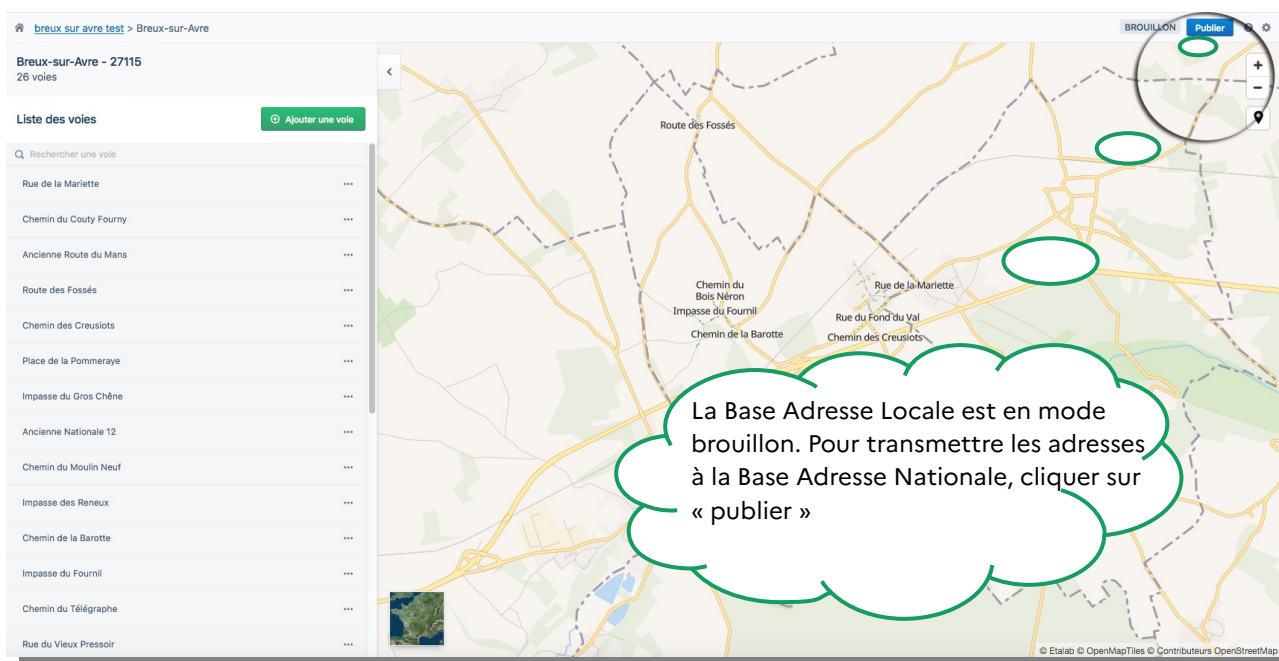 breux sur avre test > Breux-sur-Avre
BROUILLON
Publier
Breux-sur-Avre - 27115
26 voies
Liste des voies
Ajouter une voie
Rechercher une voie
Rue de la Mariette
Chemin du Couty Fourny
Ancienne Route du Mans
Route des Fossés
Chemin des Creusiots
Place de la Pommeraye
Impasse du Gros Chêne
Ancienne Nationale 12
Chemin du Moulin Neuf
Impasse des Reneux
Chemin de la Barotte
Impasse du Fournil
Chemin du Télégraphe
Rue du Vieux Pressoir
Route des Fossés
Chemin du
Bois Néron
Impasse du Fournil
Chemin de la Barotte
Rue de la Mariette
Rue du Fond du Val
Chemin des Creusiots
La Base Adresse Locale est en mode
brouillon. Pour transmettre les adresses
à la Base Adresse Nationale, cliquer sur
« publier »
© Etalab © OpenMapTiles © Contributeurs OpenStreetMap